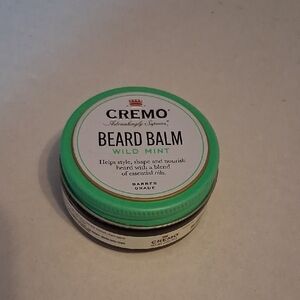 CREMO
Astonishingly Superior
BEARD BALM
WILD MINT
Helps style, shape and nourish
beard with a blend
of essential oils.
BARBER
GRADE
CREMO